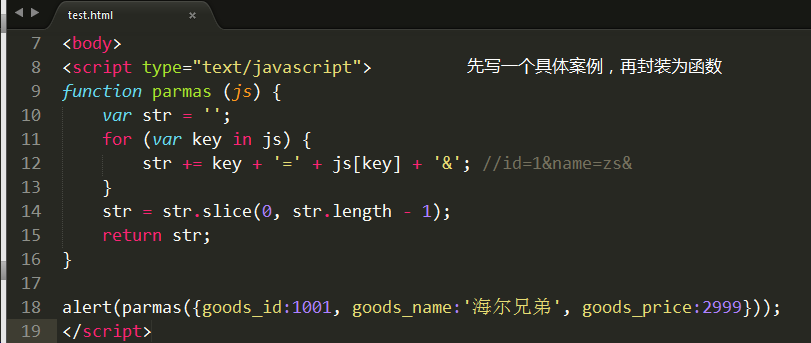 test.html
7 <body>
8 <script type="text/javascript">
先写一个具体案例，再封装为函数
9 function parmas (js) {
10 var str = '';
11 for (var key in js) {
12 str += key + '=' + js[key] + '&'; //id=1&name=zs&
13 }
14 str = str.slice(0, str.length - 1);
15 return str;
16 }
17
18 alert(parmas({goods_id:1001, goods_name:'海尔兄弟', goods_price:2999}));
19 </script>